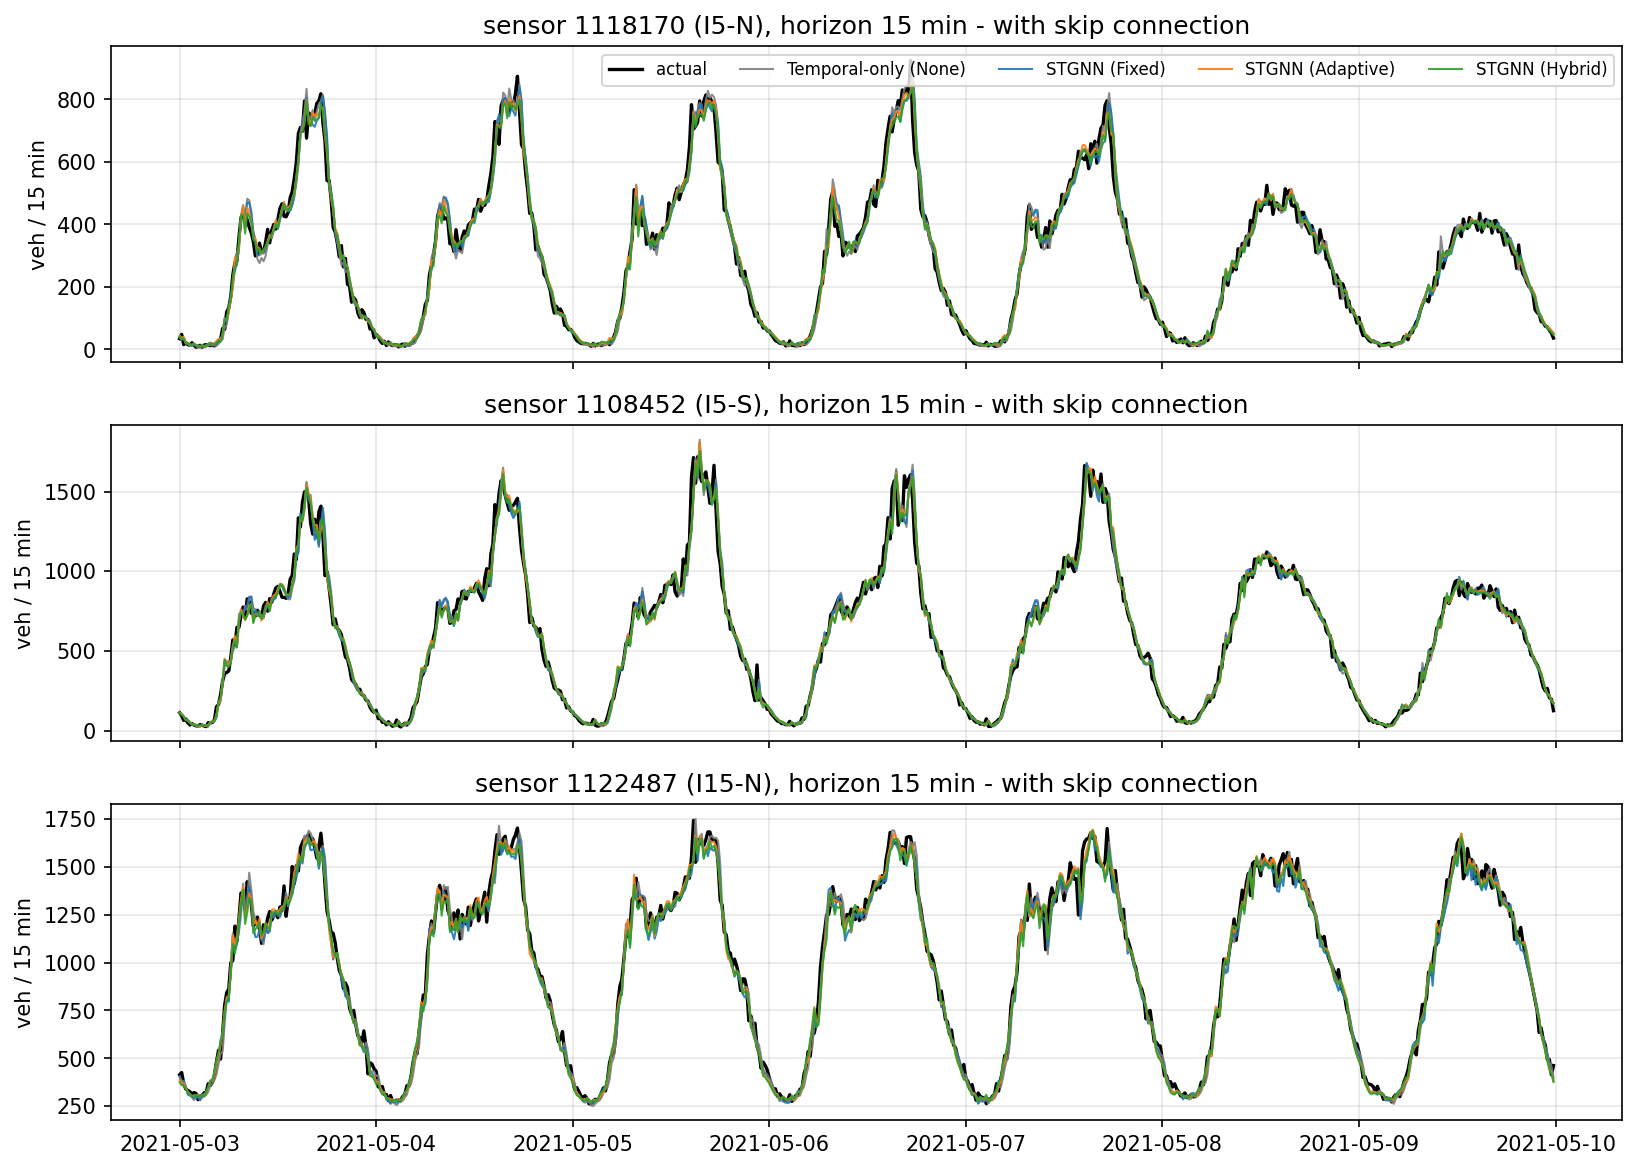 sensor 1118170 (I5-N), horizon 15 min - with skip connection
actual Temporal-only (None) STGNN (Fixed) STGNN (Adaptive) STGNN (Hybrid)
veh / 15 min
800
600
400
200
0
sensor 1108452 (I5-S), horizon 15 min - with skip connection
veh / 15 min
1500
1000
500
0
sensor 1122487 (I15-N), horizon 15 min - with skip connection
veh / 15 min
1750
1500
1250
1000
750
500
250
2021-05-03 2021-05-04 2021-05-05 2021-05-06 2021-05-07 2021-05-08 2021-05-09 2021-05-10